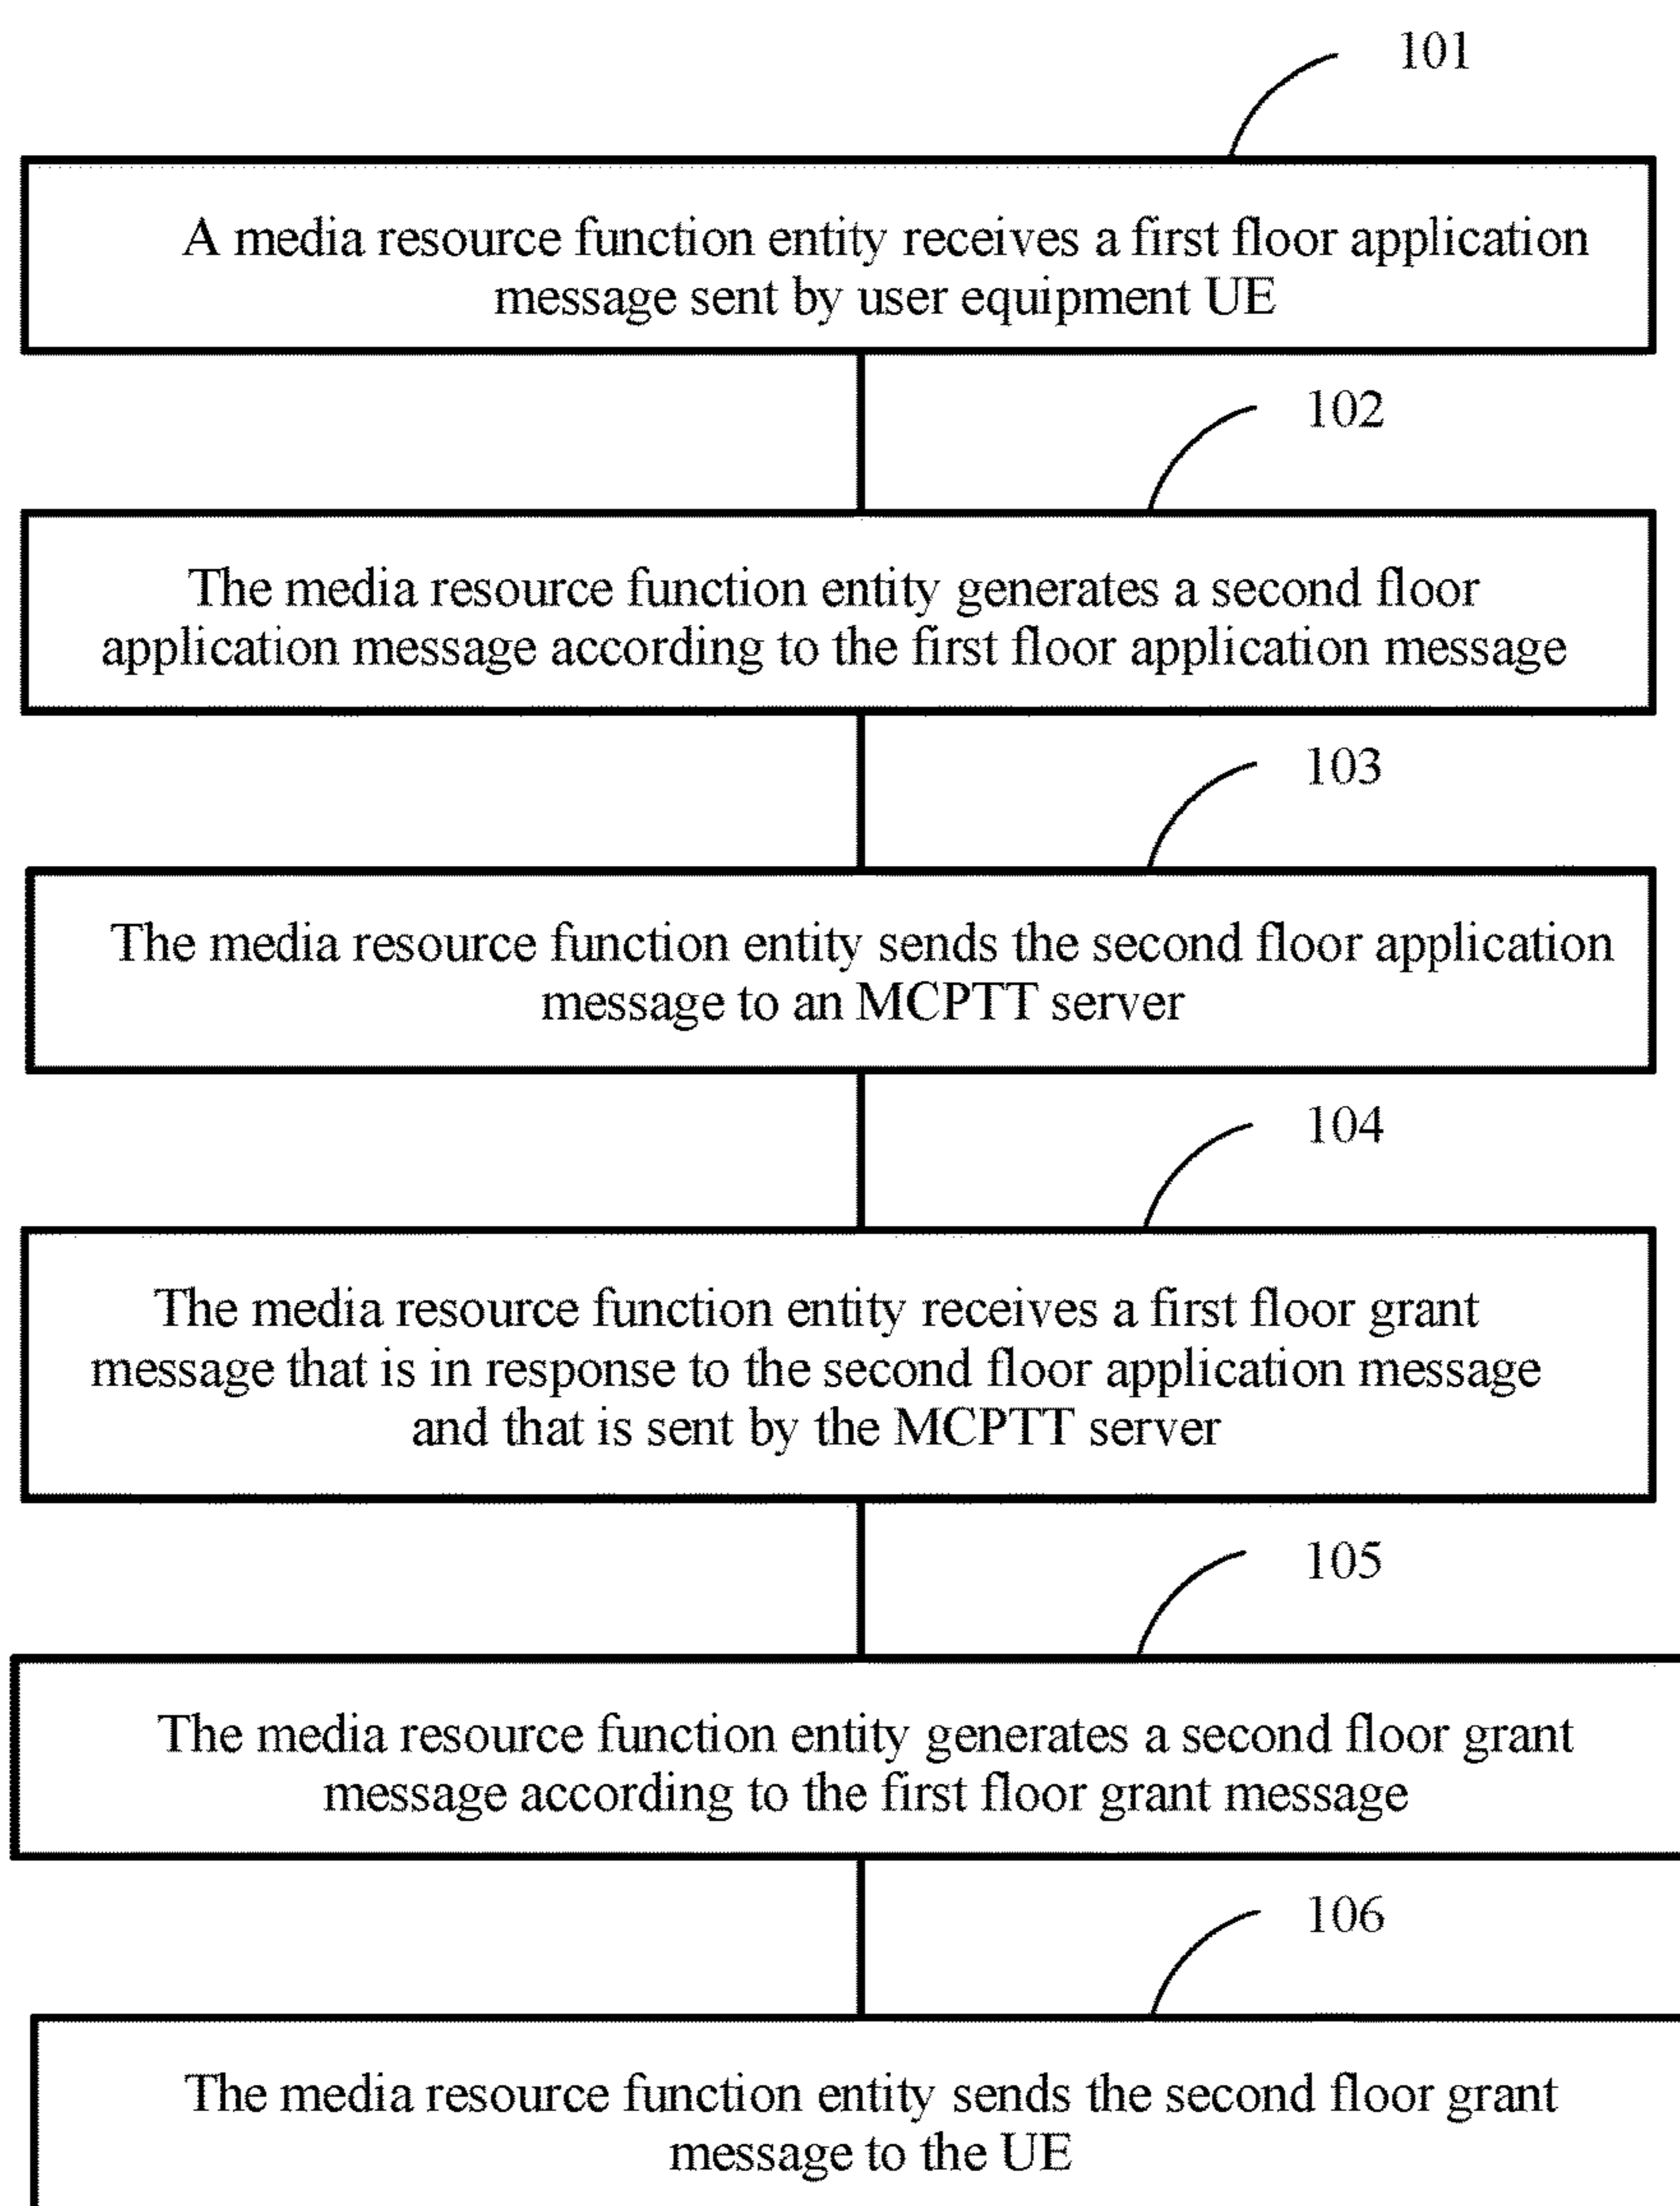 101
A media resource function entity receives a first floor application
message sent by user equipment UE
102
The media resource function entity generates a second floor
application message according to the first floor application message
103
The media resource function entity sends the second floor application
message to an MCPTT server
104
The media resource function entity receives a first floor grant
message that is in response to the second floor application message
and that is sent by the MCPTT server
105
The media resource function entity generates a second floor grant
message according to the first floor grant message
106
The media resource function entity sends the second floor grant
message to the UE